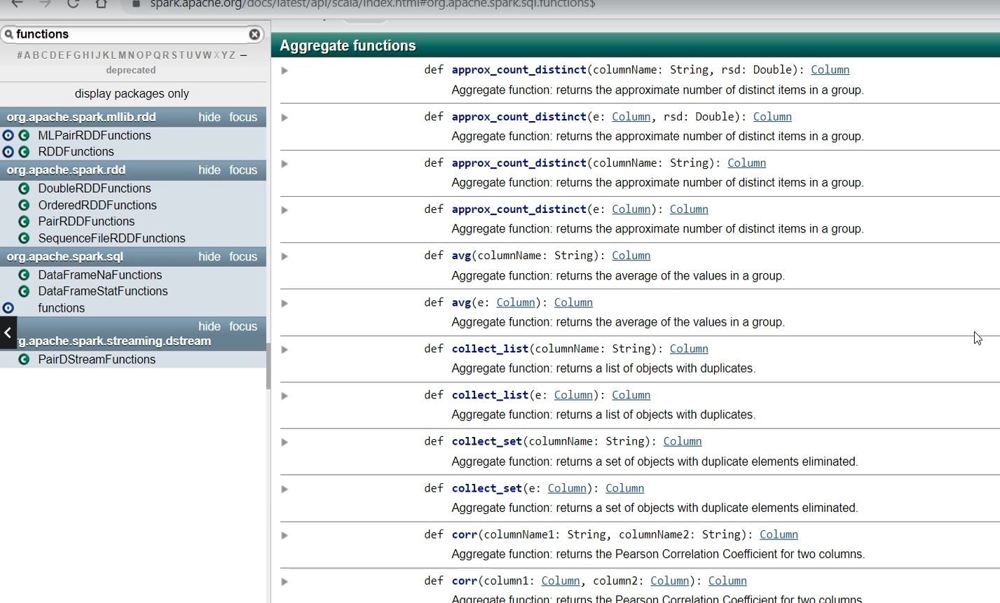 spark.apache.org/docs/latest/api/scala/index.html#org.apache.spark.sql.functions$
functions
#ABCDEFGHIJKLMNOPQRSTUVWXYZ –
deprecated
display packages only
org.apache.spark.mllib.rdd hide focus
MLPairRDDFunctions
RDDFunctions
org.apache.spark.rdd hide focus
DoubleRDDFunctions
OrderedRDDFunctions
PairRDDFunctions
SequenceFileRDDFunctions
org.apache.spark.sql hide focus
DataFrameNaFunctions
DataFrameStatFunctions
functions
hide focus
g.apache.spark.streaming.dstream
PairDStreamFunctions
Aggregate functions
def approx_count_distinct(columnName: String, rsd: Double): Column
Aggregate function: returns the approximate number of distinct items in a group.
def approx_count_distinct(e: Column, rsd: Double): Column
Aggregate function: returns the approximate number of distinct items in a group.
def approx_count_distinct(columnName: String): Column
Aggregate function: returns the approximate number of distinct items in a group.
def approx_count_distinct(e: Column): Column
Aggregate function: returns the approximate number of distinct items in a group.
def avg(columnName: String): Column
Aggregate function: returns the average of the values in a group.
def avg(e: Column): Column
Aggregate function: returns the average of the values in a group.
def collect_list(columnName: String): Column
Aggregate function: returns a list of objects with duplicates.
def collect_list(e: Column): Column
Aggregate function: returns a list of objects with duplicates.
def collect_set(columnName: String): Column
Aggregate function: returns a set of objects with duplicate elements eliminated.
def collect_set(e: Column): Column
Aggregate function: returns a set of objects with duplicate elements eliminated.
def corr(columnName1: String, columnName2: String): Column
Aggregate function: returns the Pearson Correlation Coefficient for two columns.
def corr(column1: Column, column2: Column): Column
Aggregate function: returns the Pearson Correlation Coefficient for two columns.